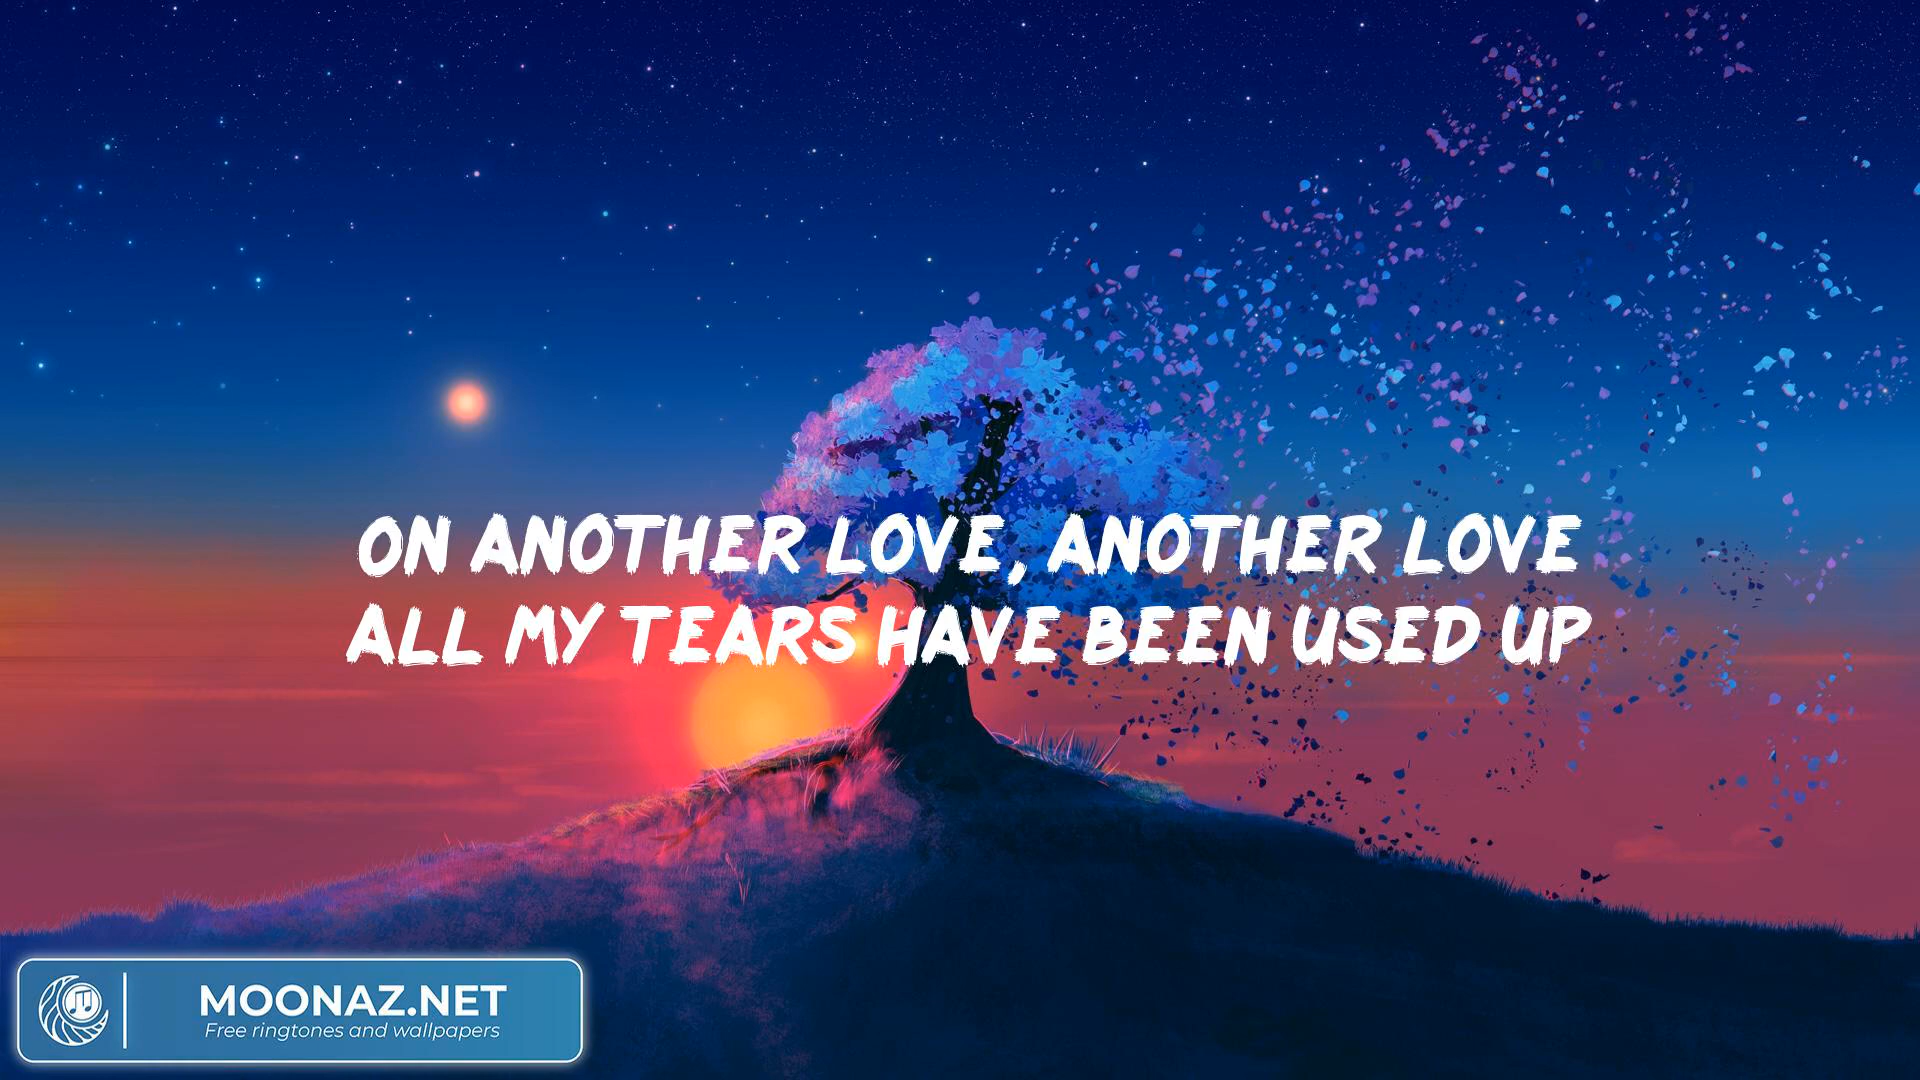 ON ANOTHER LOVE, ANOTHER LOVE
ALL MY TEARS HAVE BEEN USED UP
MOONAZ.NET
Free ringtones and wallpapers